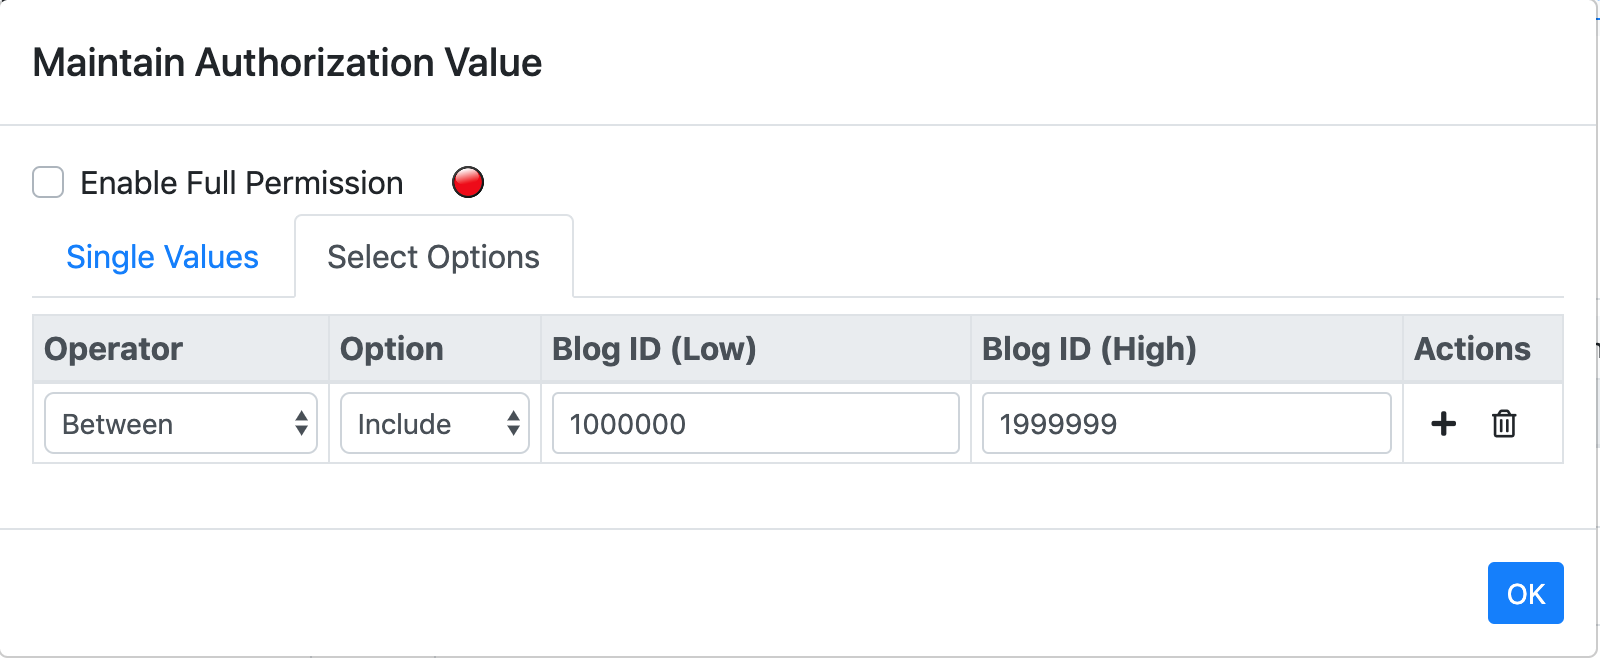 Maintain Authorization Value
Enable Full Permission
Single Values Select Options
Operator Option Blog ID (Low) Blog ID (High) Actions
Between Include 1000000 1999999
OK